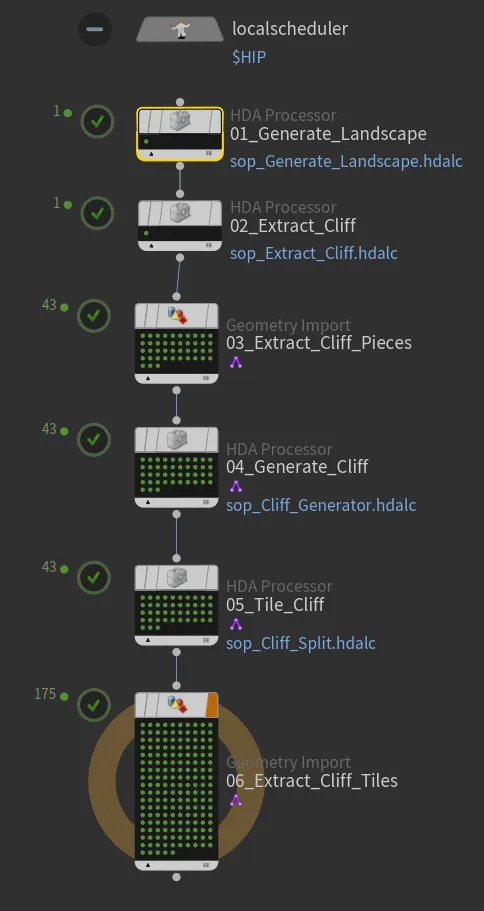 localscheduler
$HIP
1
HDA Processor
01_Generate_Landscape
sop_Generate_Landscape.hdalc
1
HDA Processor
02_Extract_Cliff
sop_Extract_Cliff.hdalc
43
Geometry Import
03_Extract_Cliff_Pieces
43
HDA Processor
04_Generate_Cliff
sop_Cliff_Generator.hdalc
43
HDA Processor
05_Tile_Cliff
sop_Cliff_Split.hdalc
175
Geometry Import
06_Extract_Cliff_Tiles